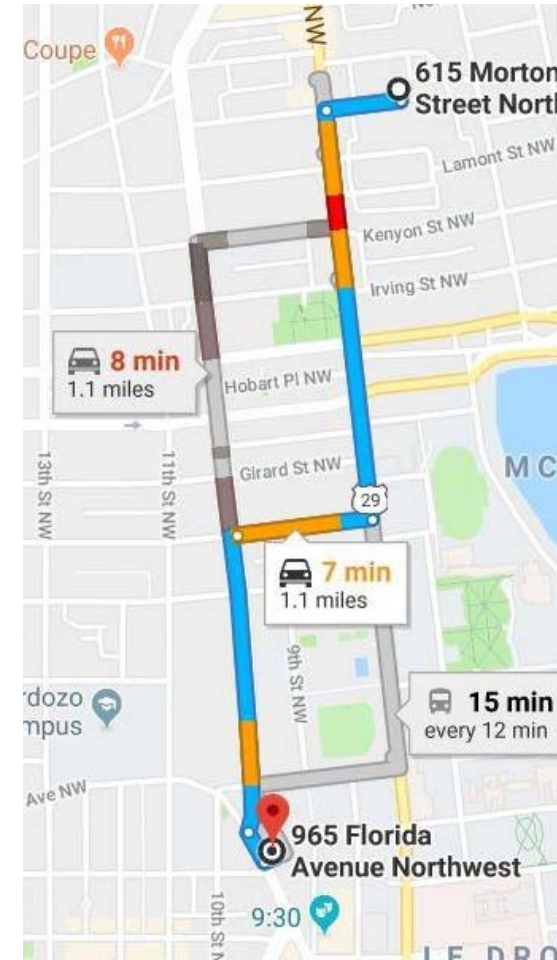 NW
Coupe
615 Morton
Street North
Lamont St NW
Kenyon St NW
Irving St NW
8 min
1.1 miles
Hobart Pl NW
13th St NW
11th St NW
Girard St NW
29
M C
7 min
1.1 miles
9th St NW
15 min
every 12 min
rdozo
mpus
Ave NW
965 Florida
Avenue Northwest
10th St N
9:30
LE DRO